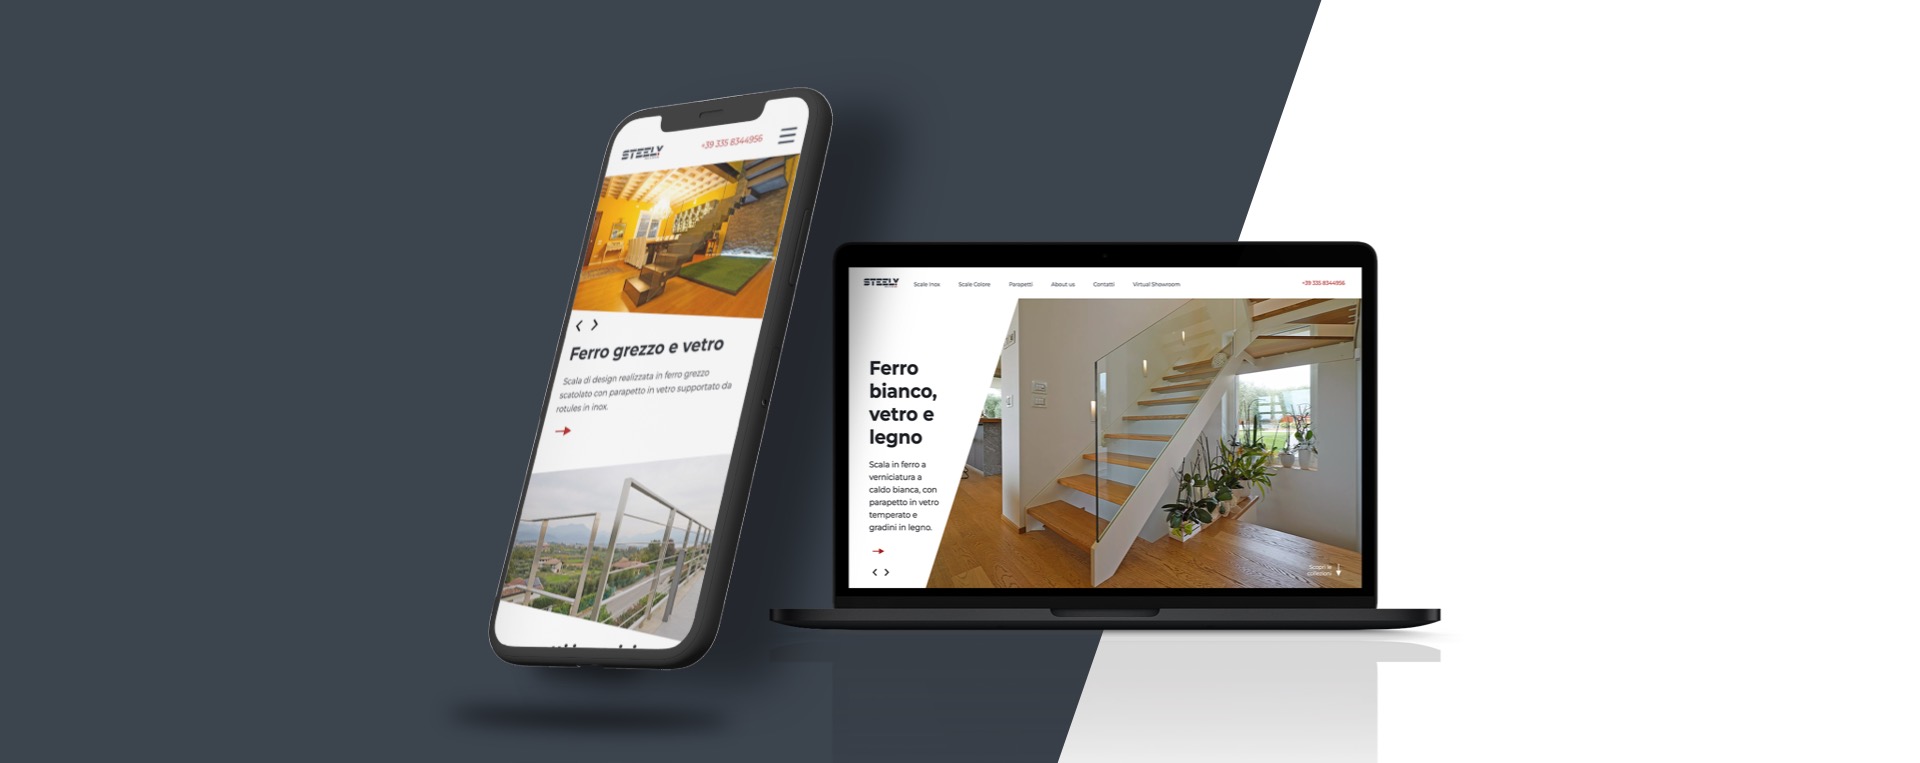 STEELY
+39 335 8344956
Ferro grezzo e vetro
Scala di design realizzata in ferro grezzo
scatolato con parapetto in vetro supportato da
rotules in inox.
STEELY
Scale Inox
Scale Colore
Parapetti
About us
Contatti
Virtual Showroom
+39 335 8344956
Ferro
bianco,
vetro e
legno
Scala in ferro a
verniciatura a
caldo bianca, con
parapetto in vetro
temperato e
gradini in legno.
Scopri le
collezioni